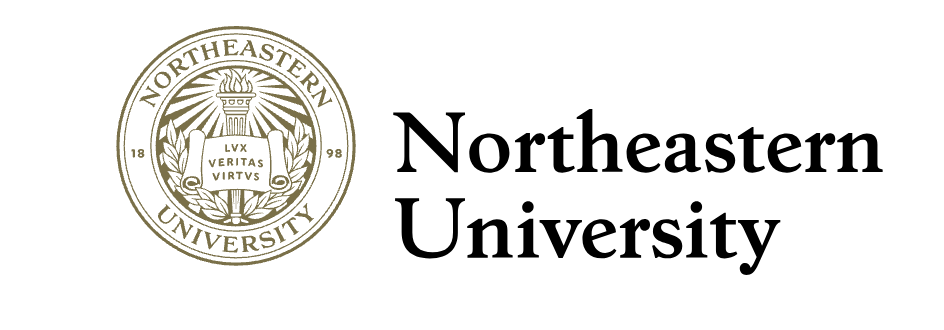 NORTHEASTERN
18 98
LVX
VERITAS
VIRTVS
UNIVERSITY
Northeastern
University